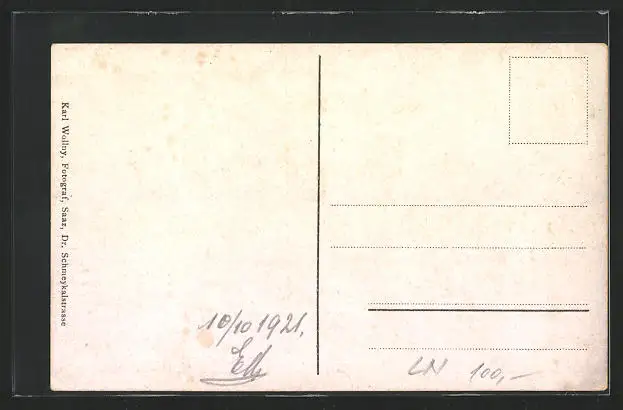 Karl Wollny, Fotograf, Saaz, Dr. Schmeykalstrasse
10/10 1921.
LN 100,-